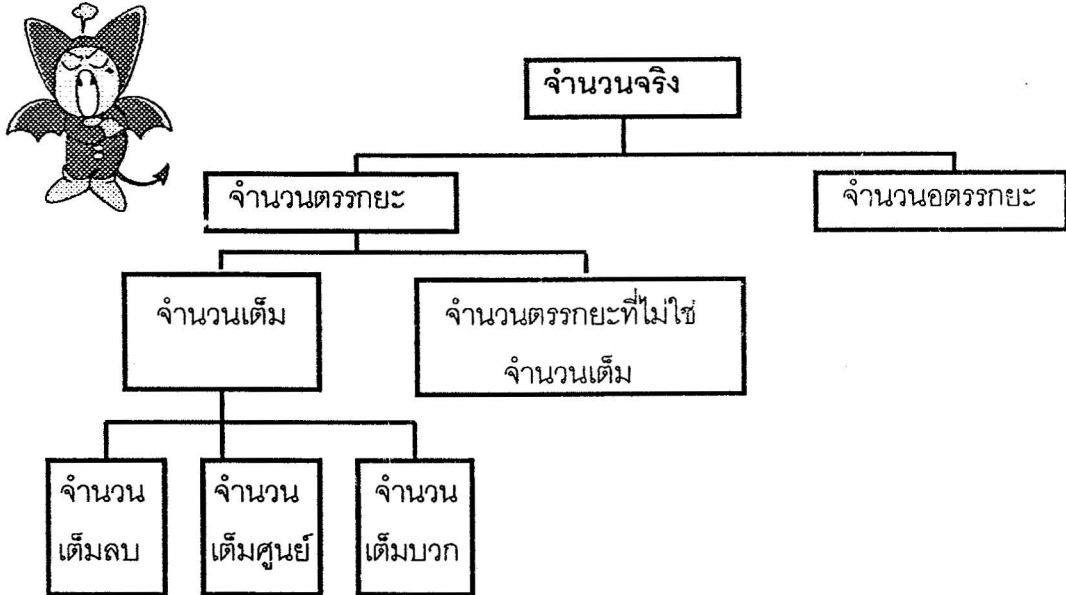 จำนวนจริง
จำนวนตรรกยะ
จำนวนอตรรกยะ
จำนวนเต็ม
จำนวนตรรกยะที่ไม่ใช่
จำนวนเต็ม
จำนวน
เต็มลบ
จำนวน
เต็มศูนย์
จำนวน
เต็มบวก